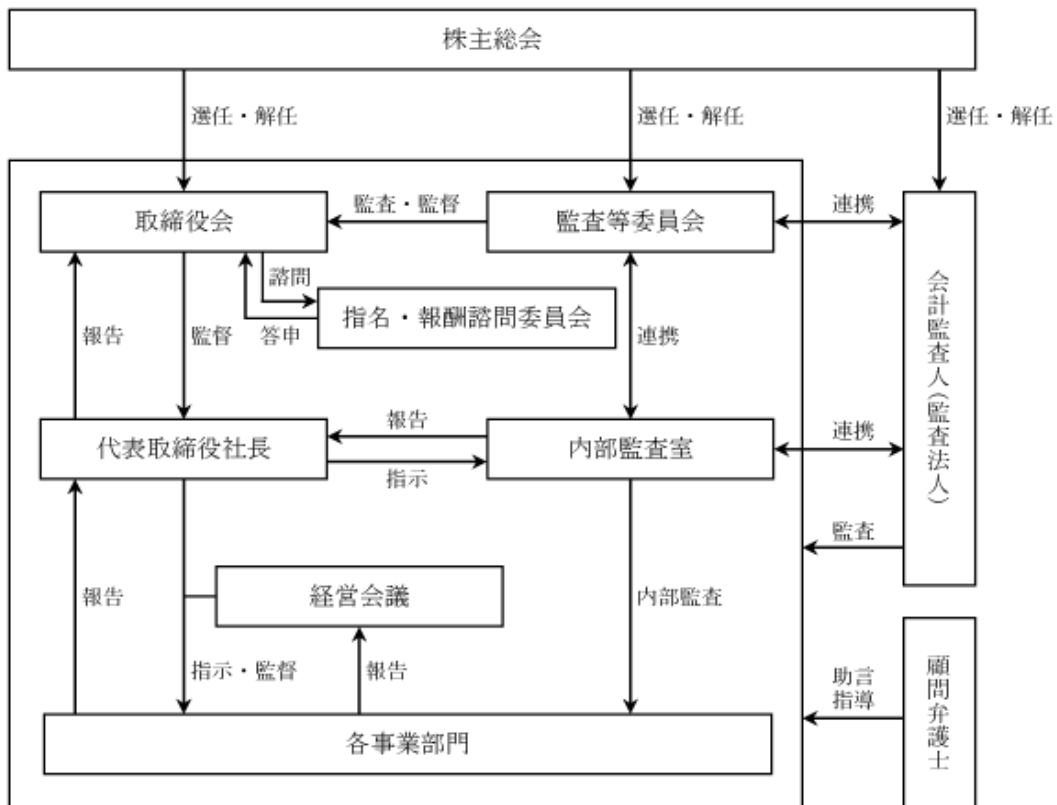 株主総会
選任・解任
選任・解任
選任・解任
取締役会
監査・監督
監査等委員会
連携
諮問
指名・報酬諮問委員会
答申
報告
監督
連携
会計監査人(監査法人)
代表取締役社長
報告
指示
内部監査室
連携
監査
報告
経営会議
内部監査
指示・監督
報告
助言
指導
顧問弁護士
各事業部門